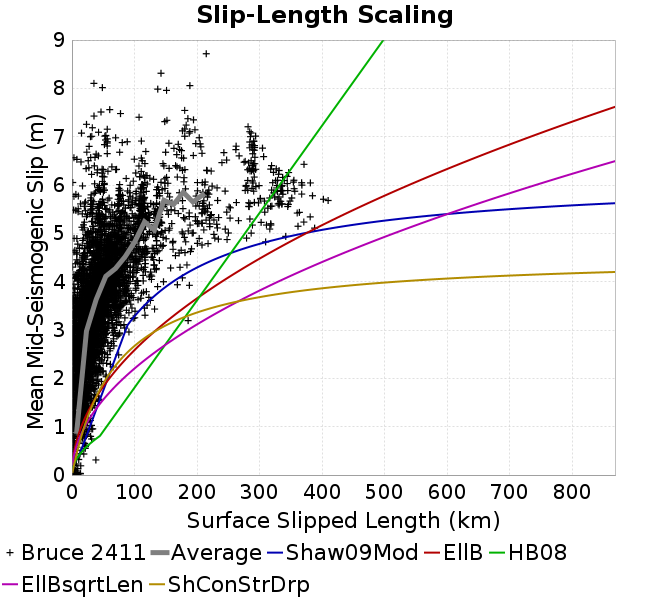 Slip-Length Scaling
Mean Mid-Seismogenic Slip (m)
9
8
7
6
5
4
3
2
1
0
0 100 200 300 400 500 600 700 800
Surface Slipped Length (km)
Bruce 2411 Average Shaw09Mod EllB HB08
EllBsqrtLen ShConStrDrp